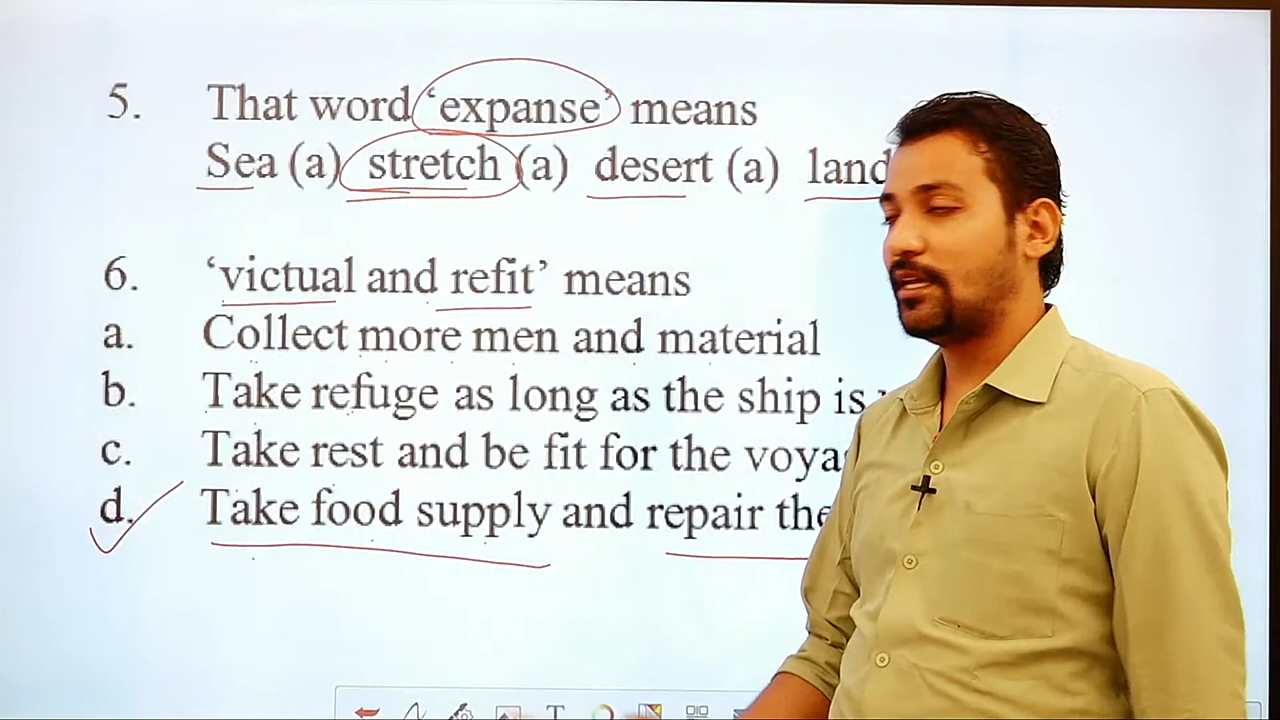 5. That word ‘expanse’ means
Sea (a) stretch (a) desert (a) land
6. ‘victual and refit’ means
a. Collect more men and material
b. Take refuge as long as the ship is
c. Take rest and be fit for the
d. Take food supply and repair the
T